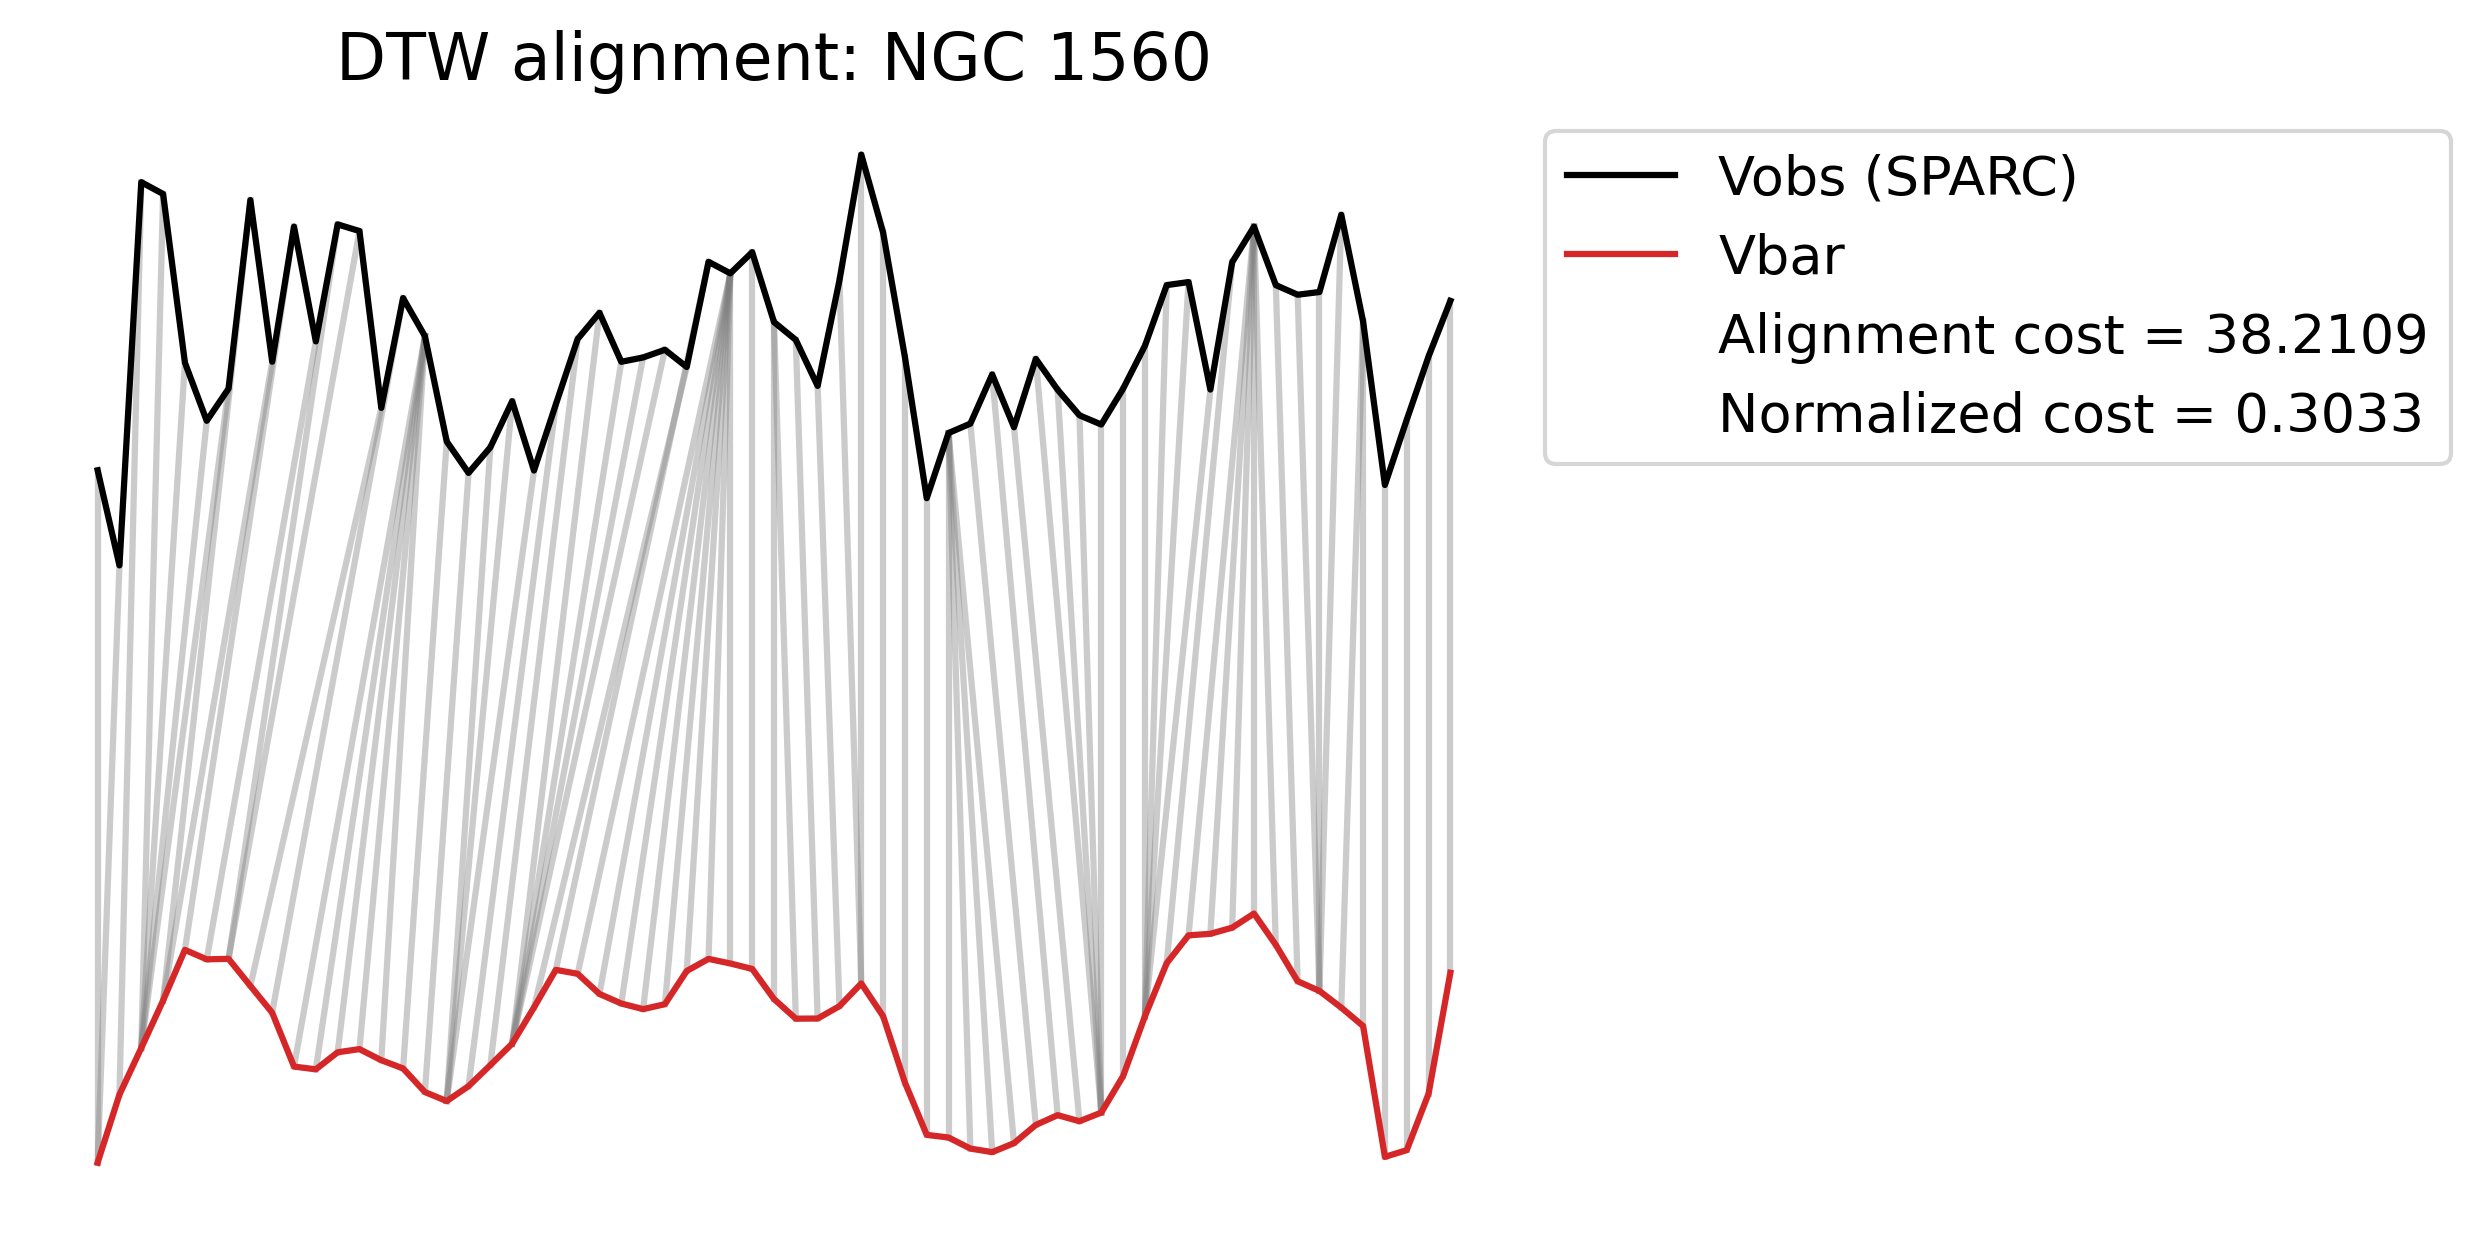 DTW alignment: NGC 1560
Vobs (SPARC)
Vbar
Alignment cost = 38.2109
Normalized cost = 0.3033